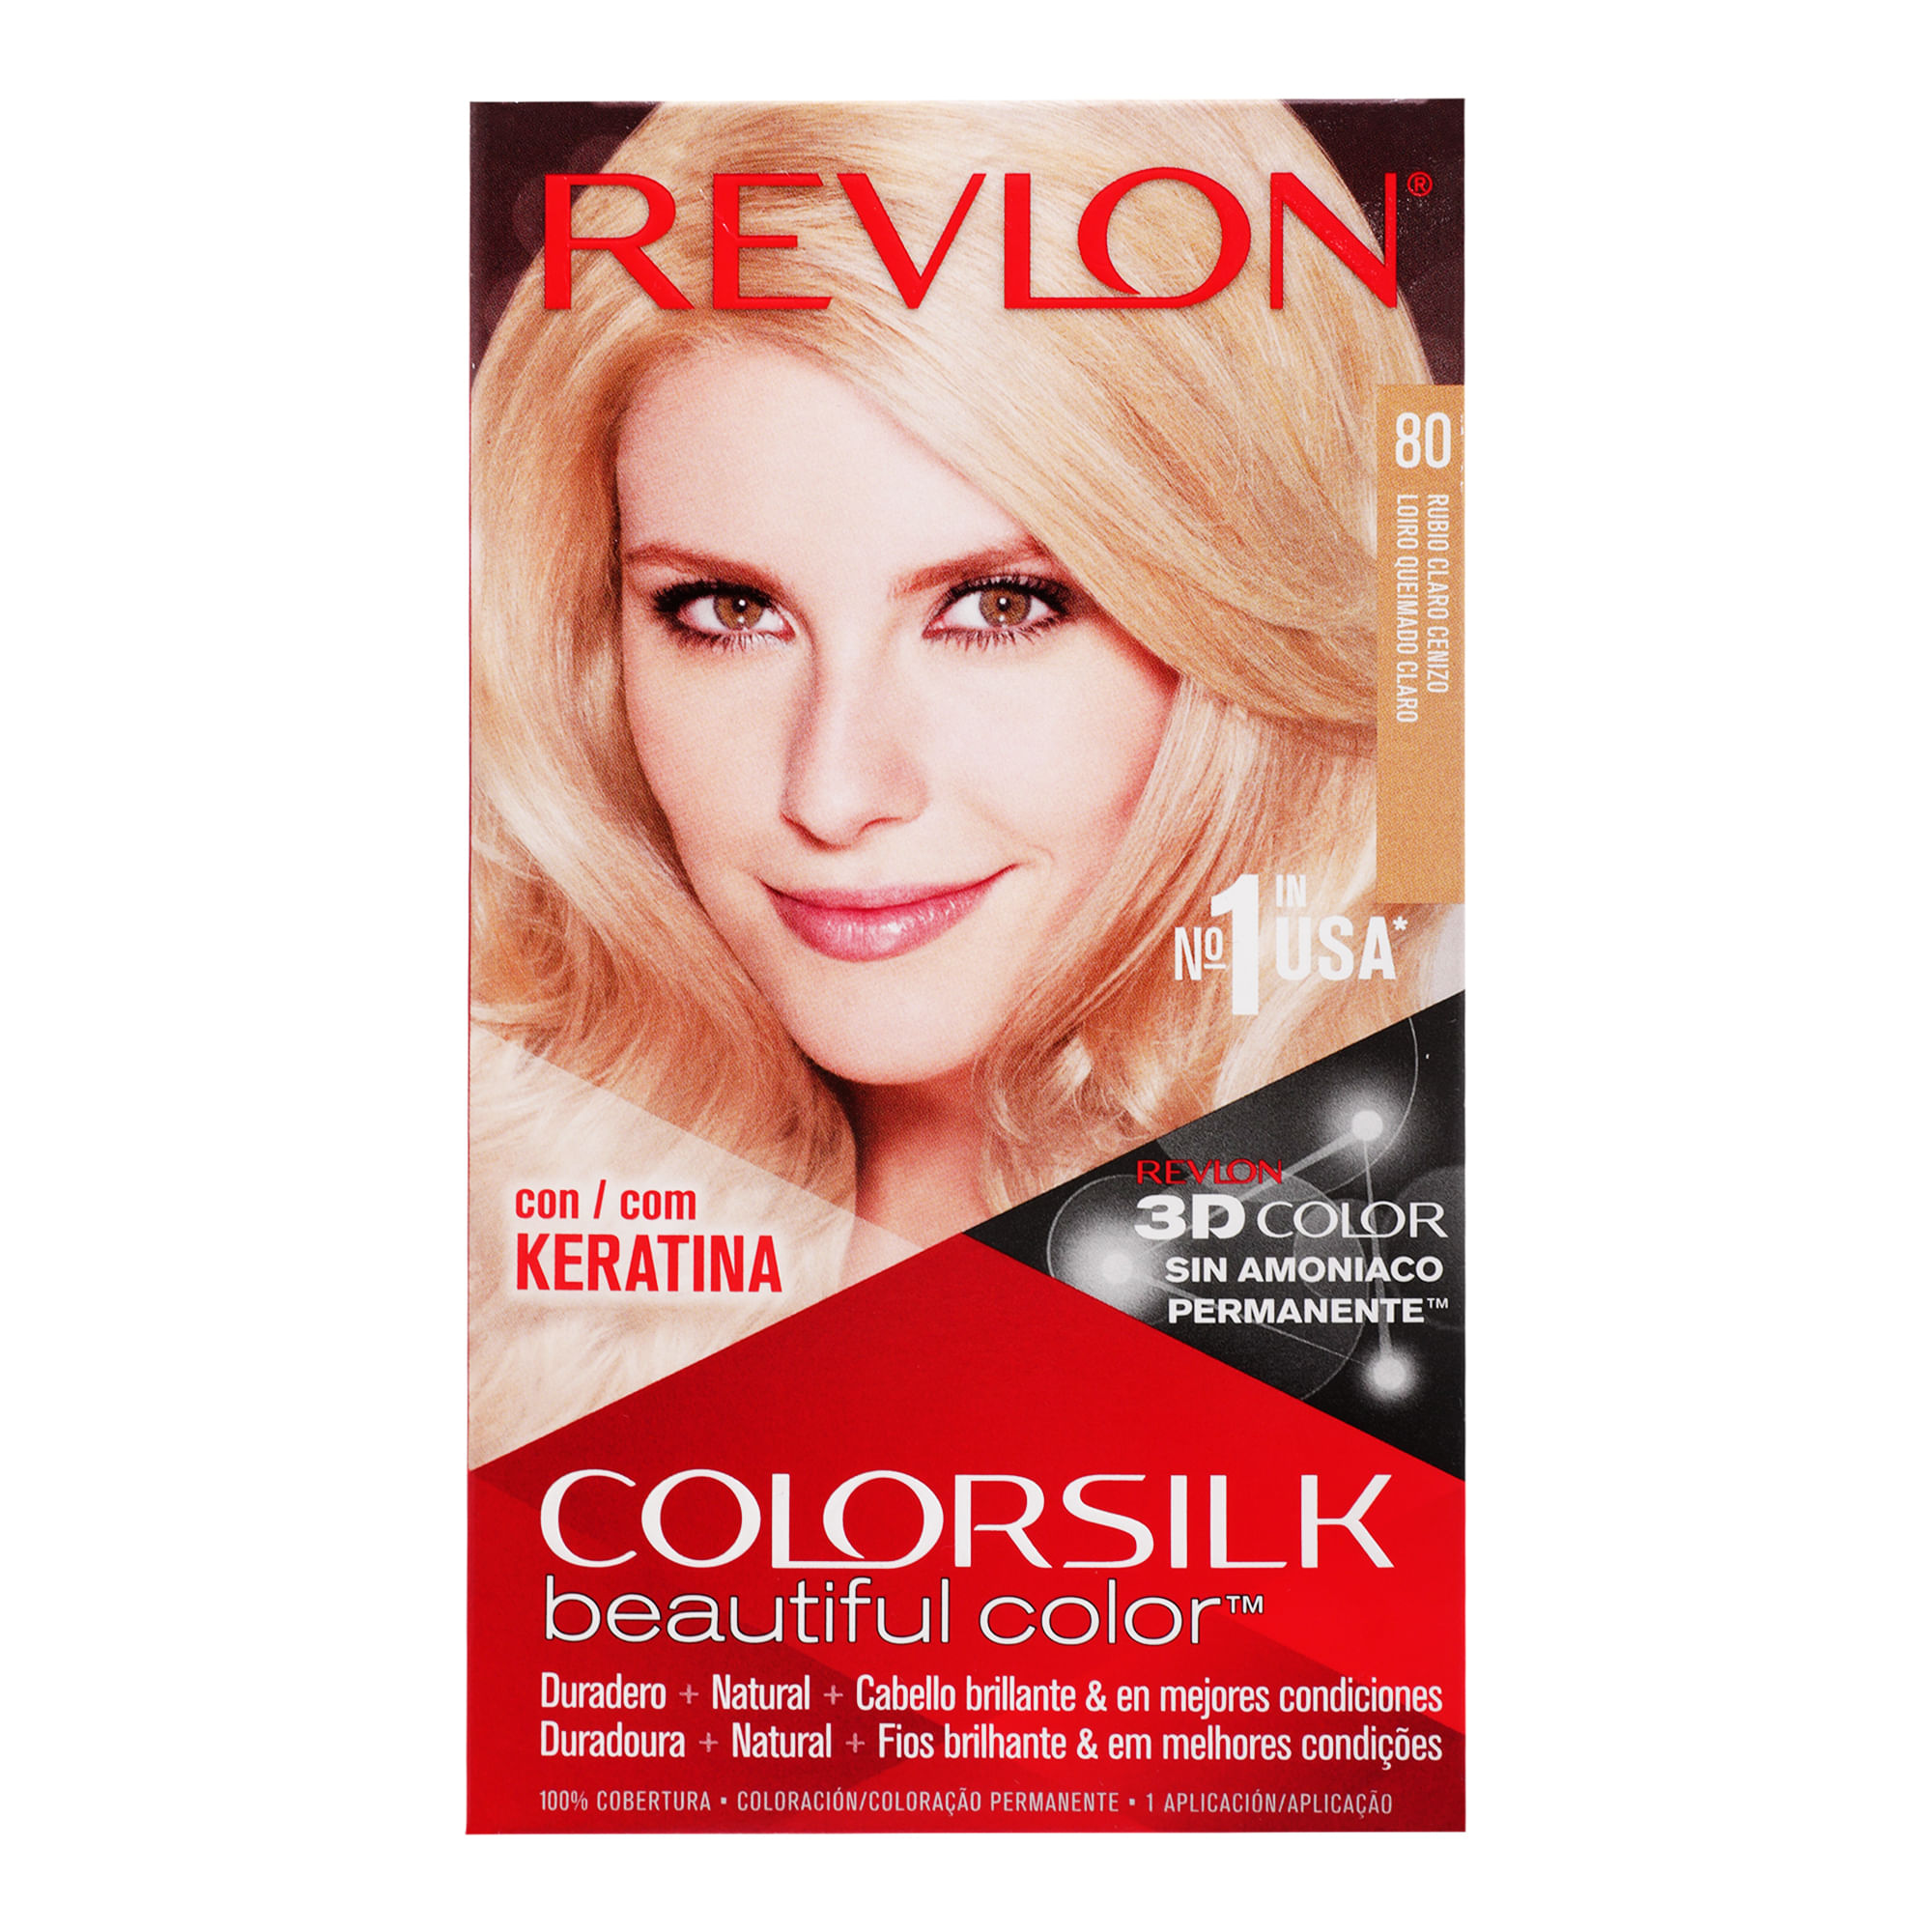 REVLON®
80
RUBIO CLARO CENIZO
LOIRO QUEIMADO CLARO
Nº1 IN USA*
con / com
KERATINA
REVLON
3D COLOR
SIN AMONIACO
PERMANENTE™
COLORSILK
beautiful color™
Duradero + Natural + Cabello brillante & en mejores condiciones
Duradoura + Natural + Fios brilhante & em melhores condições
100% COBERTURA ▪ COLORACIÓN/COLORAÇÃO PERMANENTE ▪ 1 APLICACIÓN/APLICAÇÃO